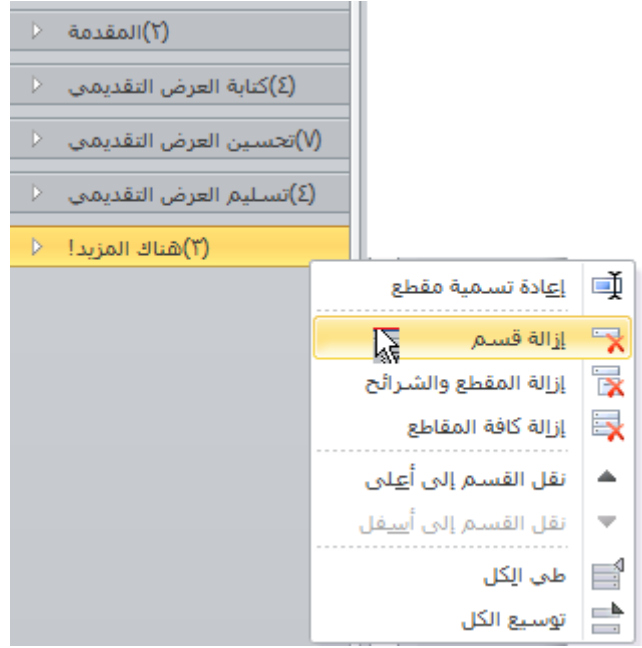 المقدمة(٢)
كتابة العرض التقديمي(٤)
تحسين العرض التقديمي(٧)
تسليم العرض التقديمي(٤)
هناك المزيد!(٣)
إعادة تسمية مقطع
إزالة قسم
إزالة المقطع والشرائح
إزالة كافة المقاطع
نقل القسم إلى أعلى
نقل القسم إلى أسفل
طي الكل
توسيع الكل